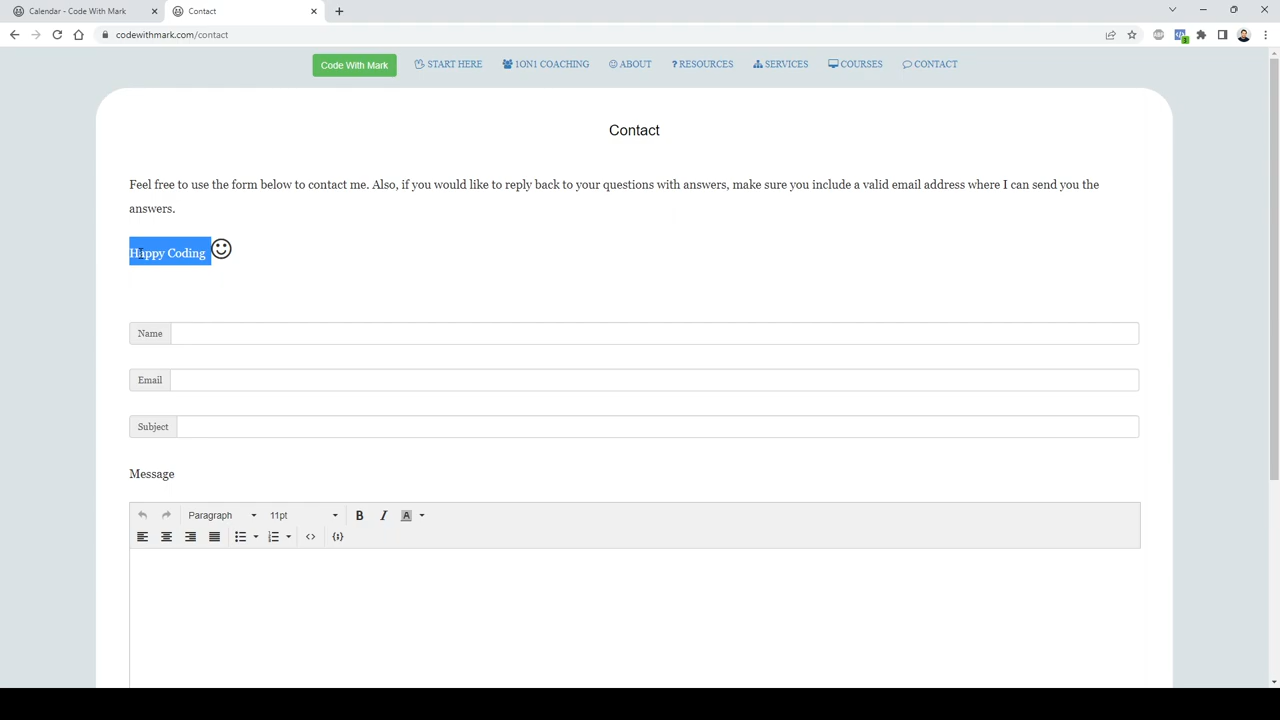 Calendar - Code With Mark
Contact
codewithmark.com/contact
3
Code With Mark
START HERE
1ON1 COACHING
ABOUT
RESOURCES
SERVICES
COURSES
CONTACT
Contact
Feel free to use the form below to contact me. Also, if you would like to reply back to your questions with answers, make sure you include a valid email address where I can send you the
answers.
Happy Coding
Name
Email
Subject
Message
Paragraph
11pt
B
I
A